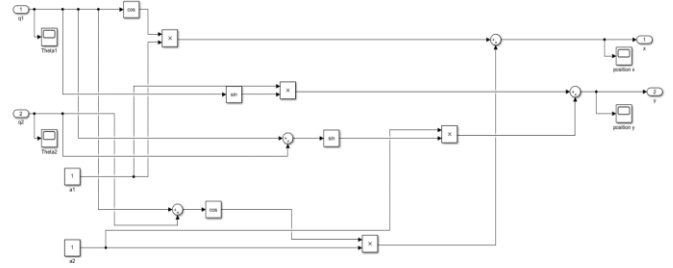 1
q1
Theta1
cos
×
1
x
position x
sin
×
2
y
position y
2
q2
Theta2
sin
×
1
a1
cos
×
1
a2